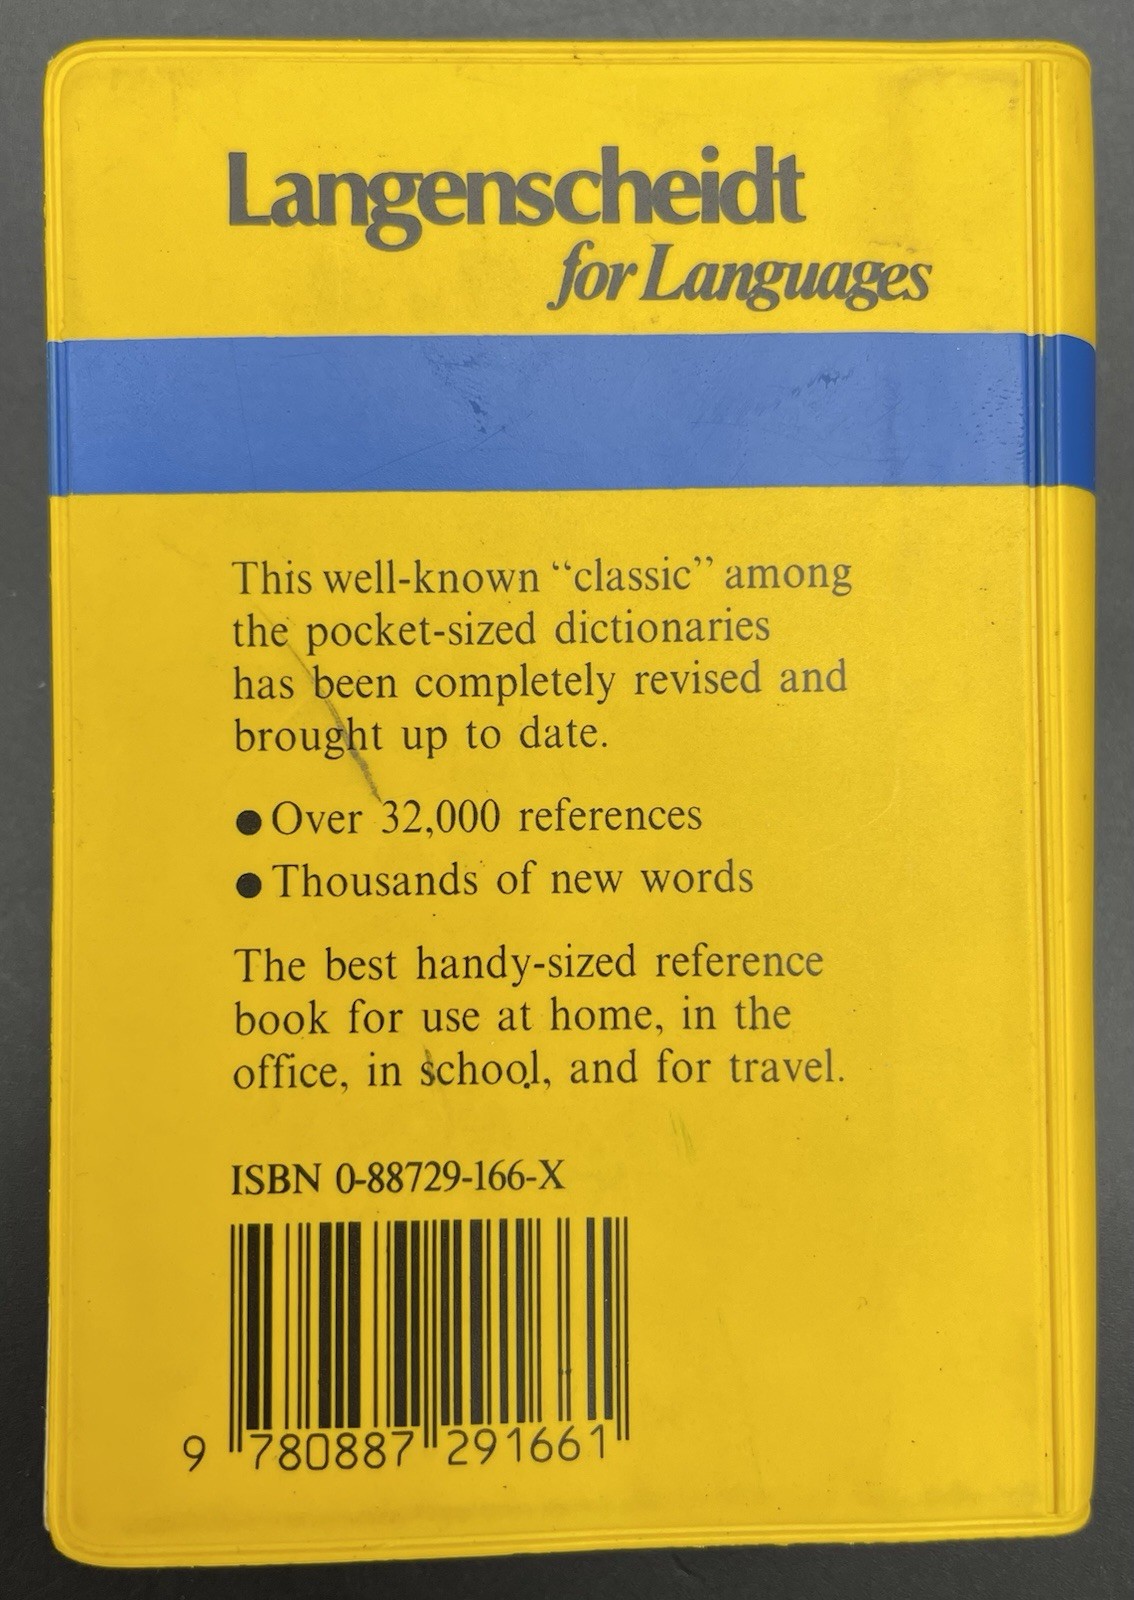 Langenscheidt
for Languages
This well-known “classic” among
the pocket-sized dictionaries
has been completely revised and
brought up to date.
● Over 32,000 references
● Thousands of new words
The best handy-sized reference
book for use at home, in the
office, in school, and for travel.
ISBN 0-88729-166-X
9 780887 291661